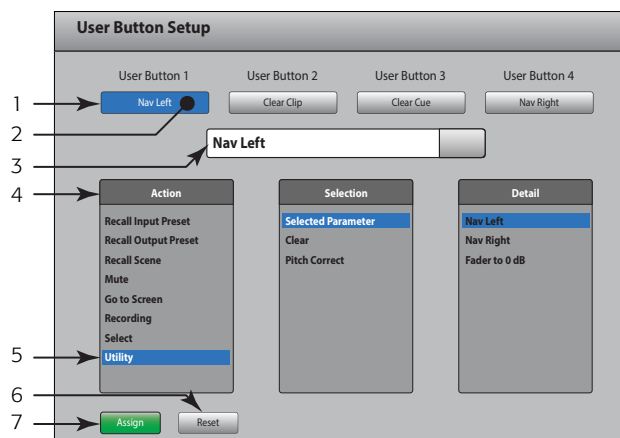 User Button Setup
User Button 1 User Button 2 User Button 3 User Button 4
1 Nav Left Clear Clip Clear Cue Nav Right
2
3 Nav Left
4 Action Selection Detail
Recall Input Preset Selected Parameter Nav Left
Recall Output Preset Clear Nav Right
Recall Scene Pitch Correct Fader to 0 dB
Mute
Go to Screen
Recording
Select
5 Utility
6
7 Assign Reset